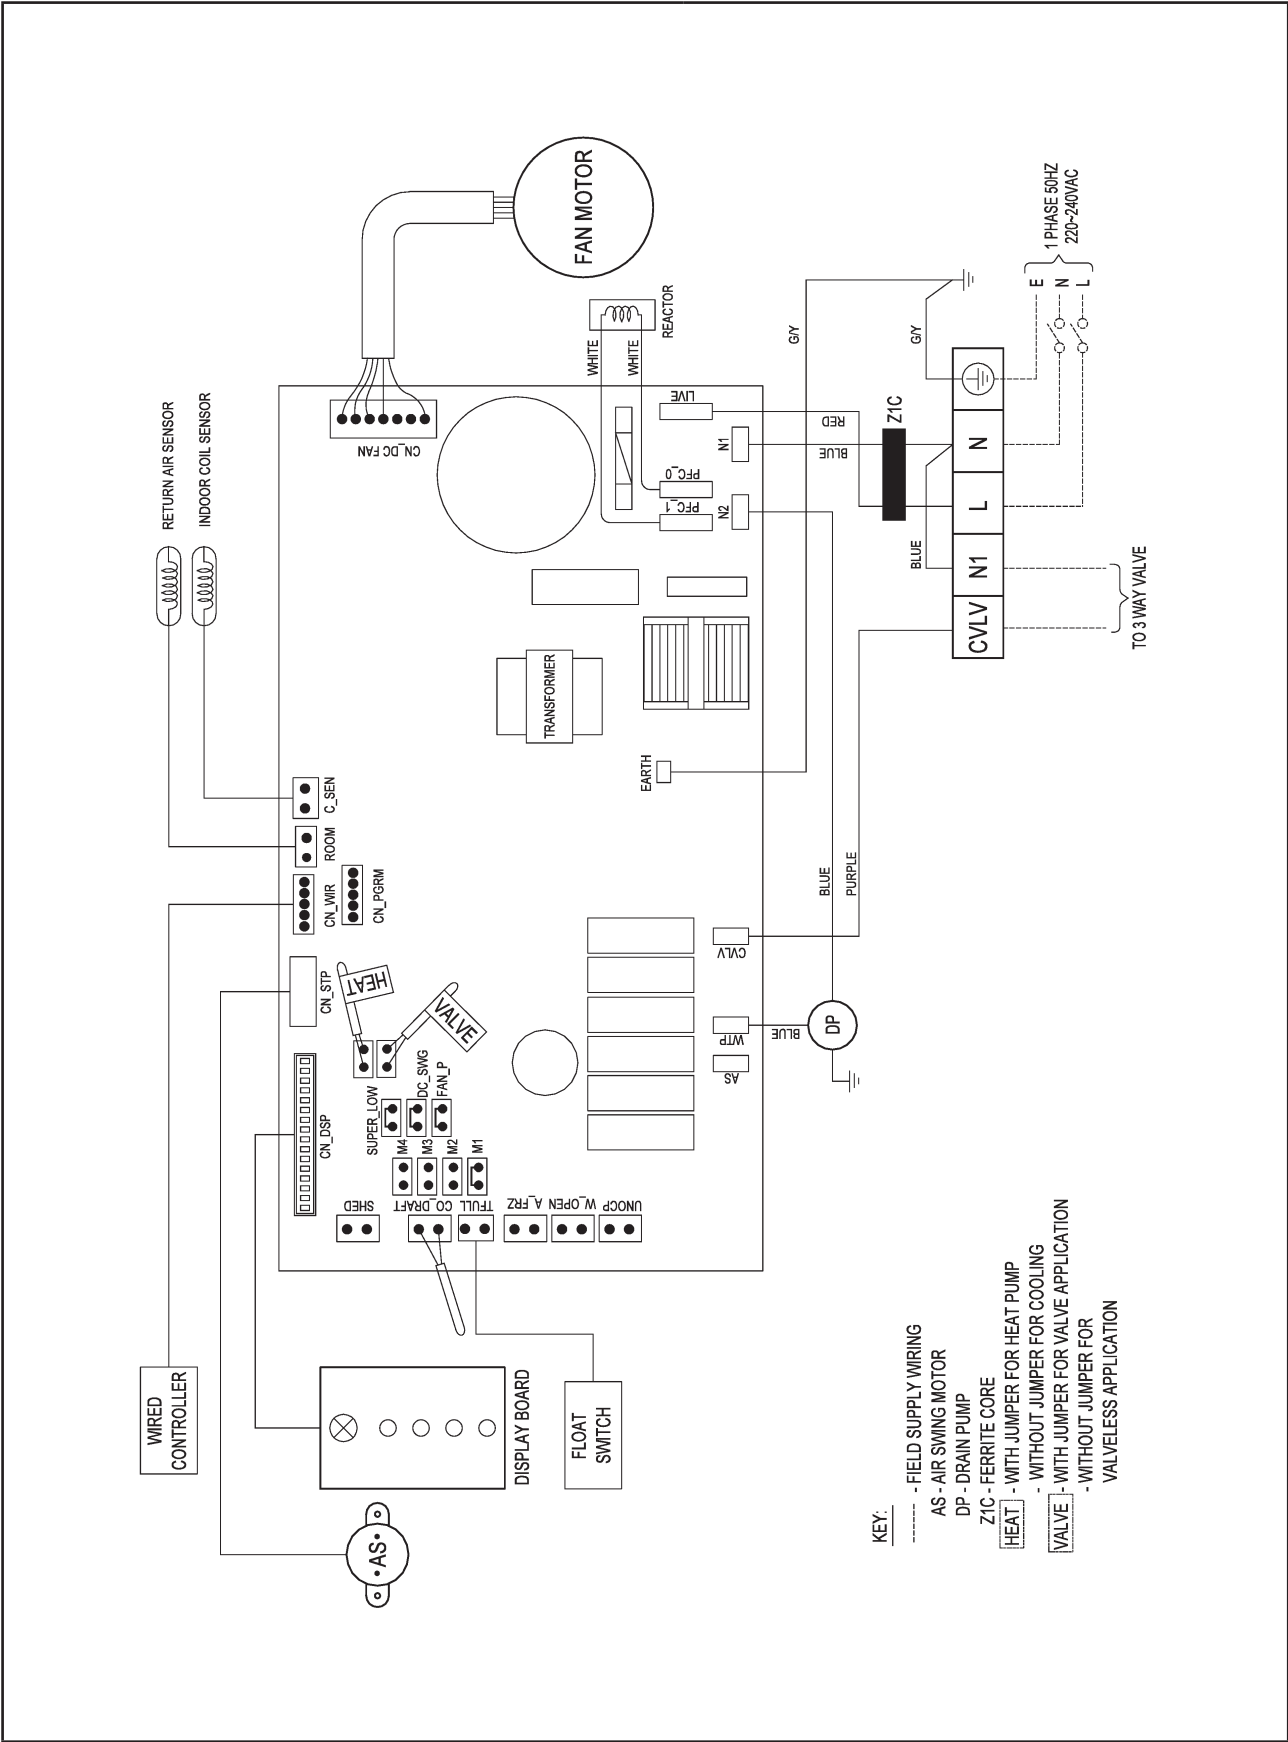 RETURN AIR SENSOR
INDOOR COIL SENSOR
FAN MOTOR
CN_DC FAN
WHITE
WHITE
REACTOR
LIVE
N1
PFC_0
PFC_1
N2
TRANSFORMER
EARTH
C_SEN
ROOM
CN_WIR
CN_PGRM
CN_STP
HEAT
VALVE
CN_DSP
SUPER_LOW
DC_SWG
FAN_P
M4
M3
M2
M1
SHED
CO_DRAFT
TFULL
A_FRZ
W_OPEN
UNOCP
CVLV
WTP
AS
WIRED
CONTROLLER
DISPLAY BOARD
FLOAT
SWITCH
AS
DP
BLUE
BLUE
PURPLE
G/Y
G/Y
RED
BLUE
Z1C
BLUE
CVLV
N1
L
N
E
N
L
1 PHASE 50HZ
220~240VAC
TO 3 WAY VALVE
KEY:
- FIELD SUPPLY WIRING
AS - AIR SWING MOTOR
DP - DRAIN PUMP
Z1C - FERRITE CORE
HEAT - WITH JUMPER FOR HEAT PUMP
- WITHOUT JUMPER FOR COOLING
VALVE - WITH JUMPER FOR VALVE APPLICATION
- WITHOUT JUMPER FOR
VALVELESS APPLICATION